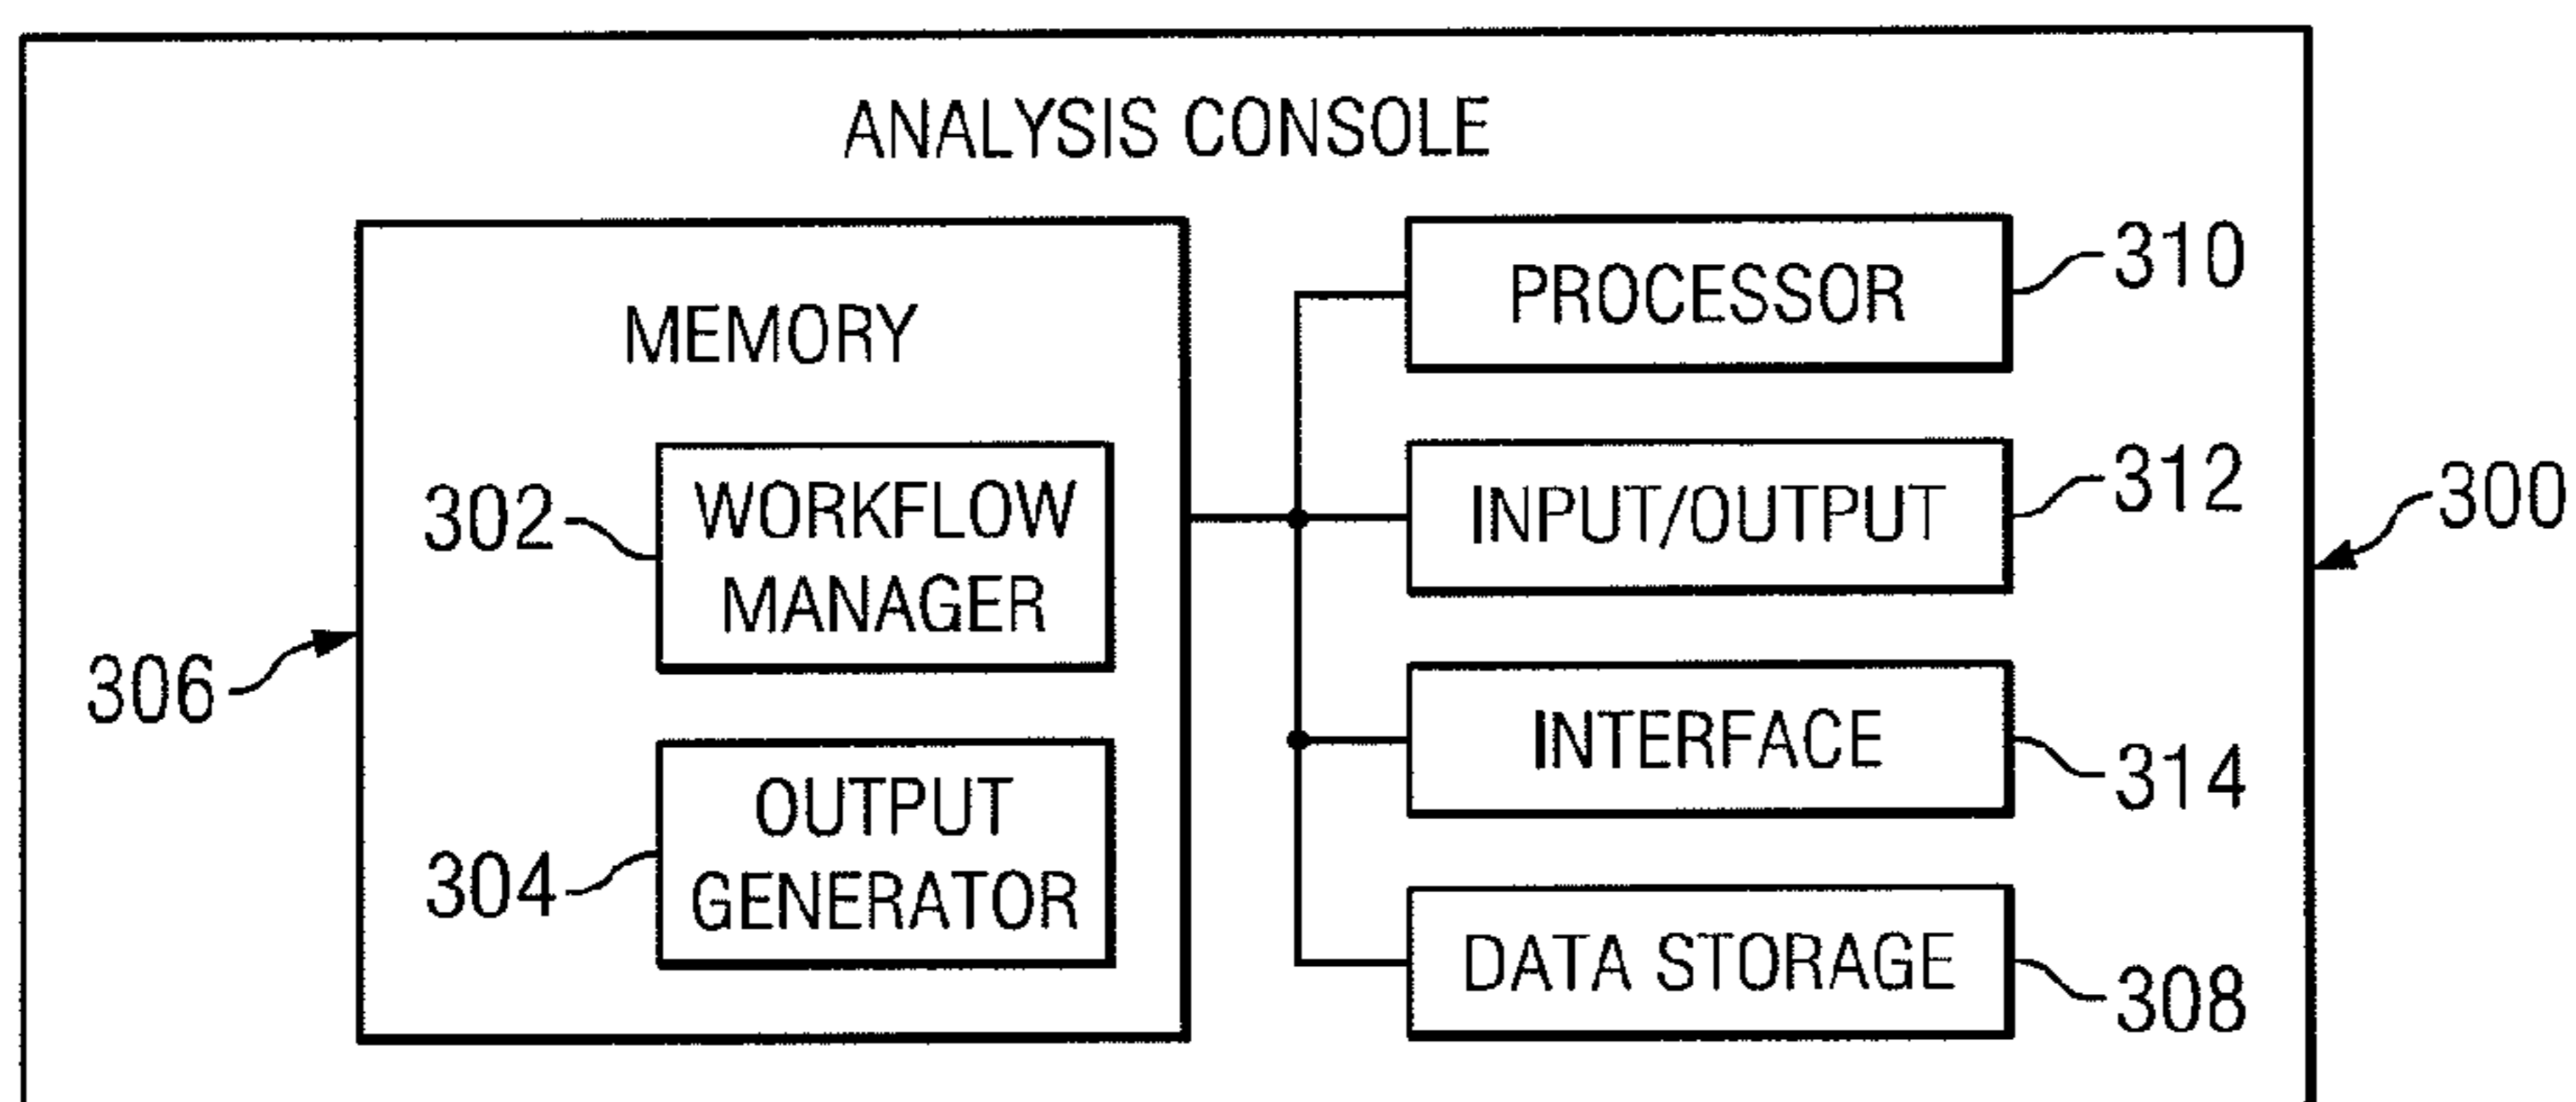 ANALYSIS CONSOLE
MEMORY
302
WORKFLOW
MANAGER
306
OUTPUT
GENERATOR
304
PROCESSOR
310
INPUT/OUTPUT
312
300
INTERFACE
314
DATA STORAGE
308